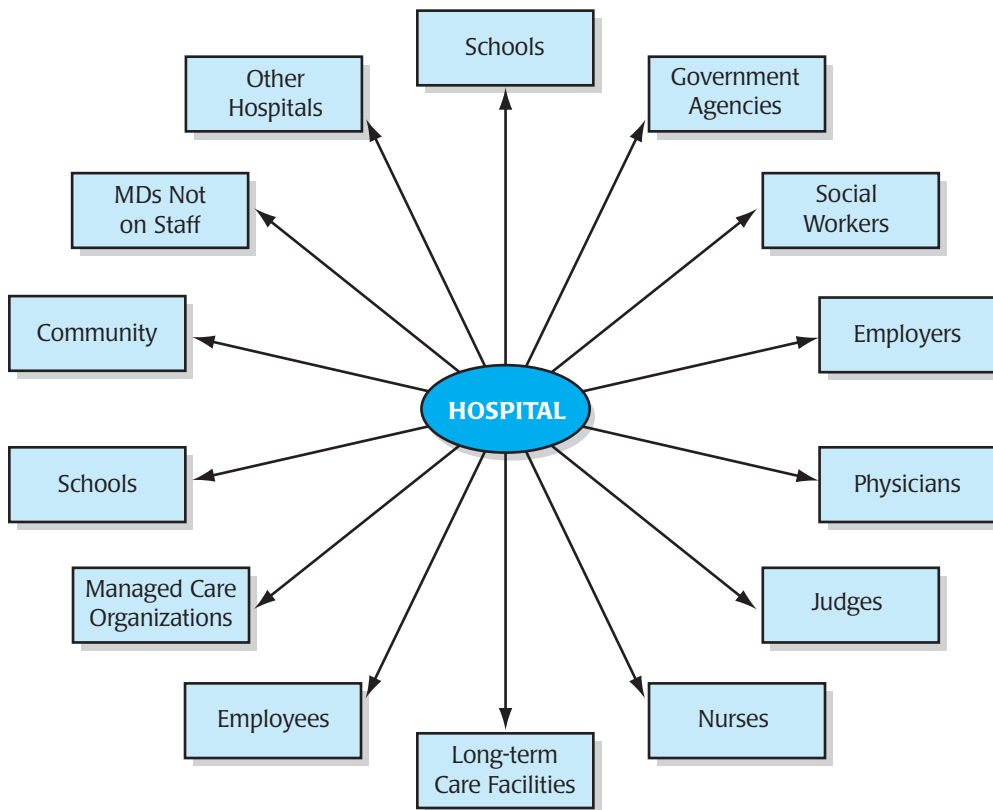 Schools
Other
Hospitals
Government
Agencies
MDs Not
on Staff
Social
Workers
Community
Employers
HOSPITAL
Schools
Physicians
Managed Care
Organizations
Judges
Employees
Nurses
Long-term
Care Facilities